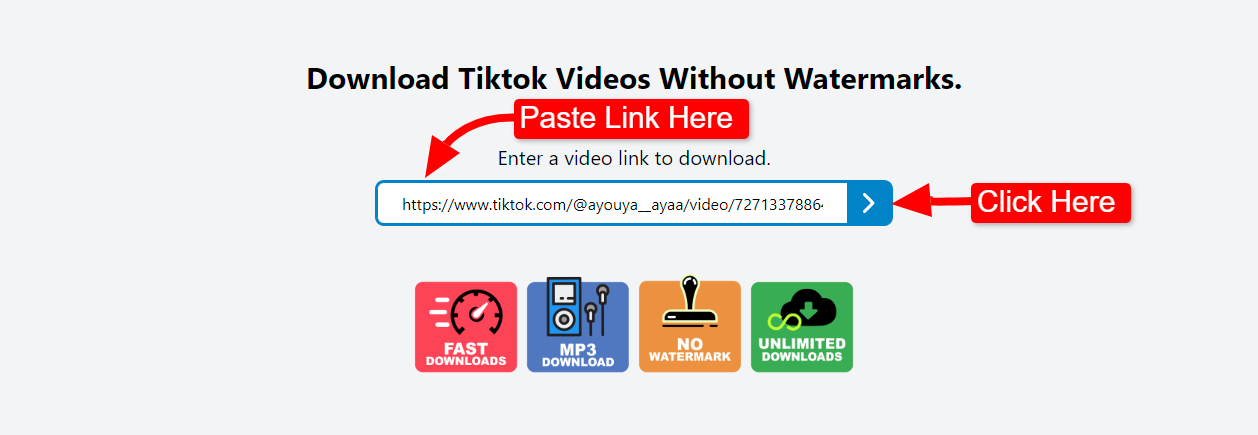 Download Tiktok Videos Without Watermarks.
Paste Link Here
Enter a video link to download.
https://www.tiktok.com/@ayouya__ayaa/video/7271337886
Click Here
FAST
DOWNLOADS
MP3
DOWNLOAD
NO
WATERMARK
UNLIMITED
DOWNLOADS